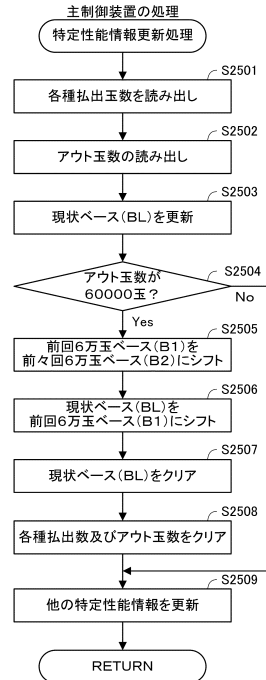 主制御装置の処理
特定性能情報更新処理
S2501
各種払出玉数を読み出し
S2502
アウト玉数の読み出し
S2503
現状ベース(BL)を更新
S2504
アウト玉数が
60000玉?
No
Yes
S2505
前回6万玉ベース(B1)を
前々回6万玉ベース(B2)にシフト
S2506
現状ベース(BL)を
前回6万玉ベース(B1)にシフト
S2507
現状ベース(BL)をクリア
S2508
各種払出数及びアウト玉数をクリア
S2509
他の特定性能情報を更新
RETURN